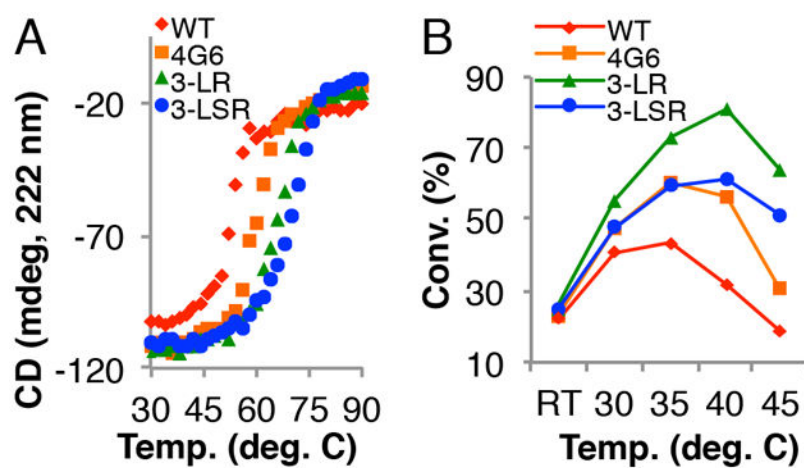 A
WT
4G6
3-LR
3-LSR
-20
-70
-120
CD (mdeg, 222 nm)
30 45 60 75 90
Temp. (deg. C)
B
WT
4G6
3-LR
3-LSR
90
70
50
30
10
Conv. (%)
RT 30 35 40 45
Temp. (deg. C)